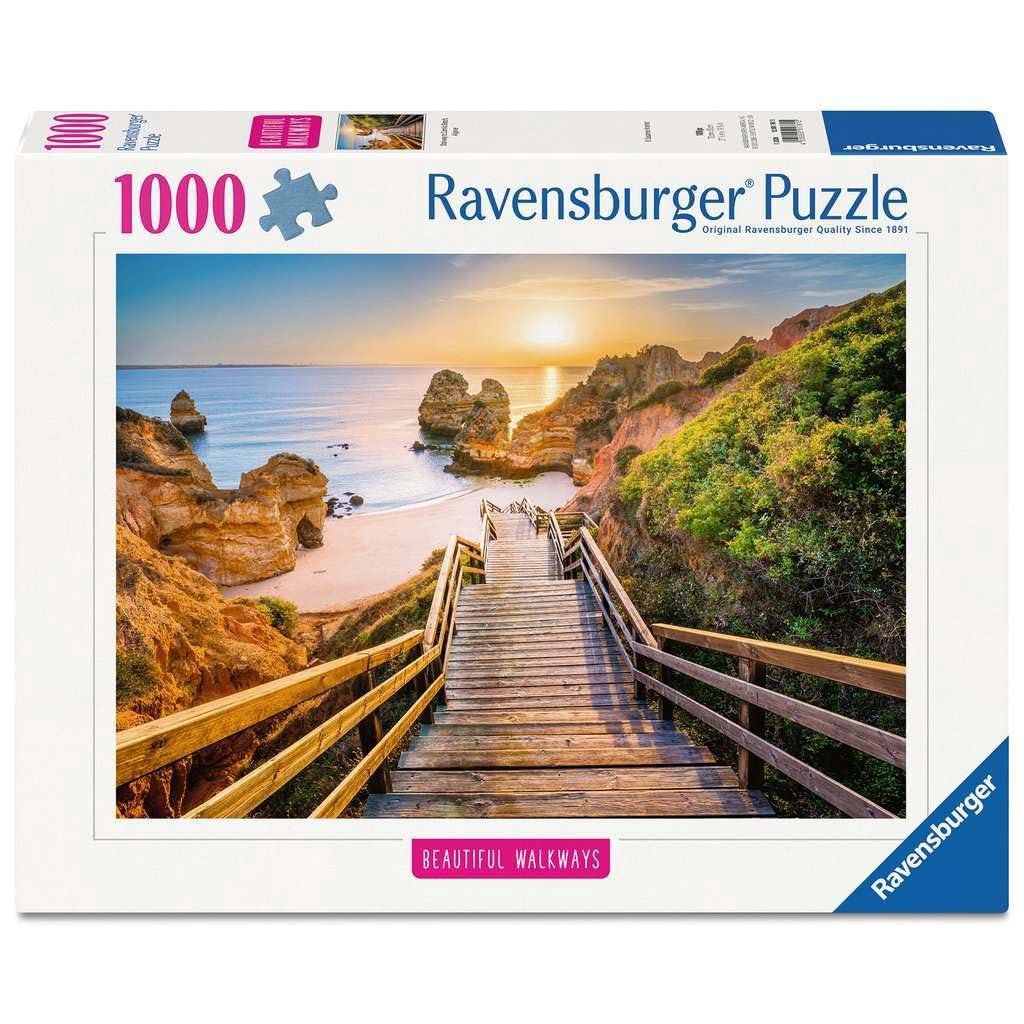 1000
Ravensburger Puzzle
BEAUTIFUL WALKWAYS
Ravensburger
1000
Ravensburger® Puzzle
Original Ravensburger Quality Since 1891
BEAUTIFUL WALKWAYS
Ravensburger